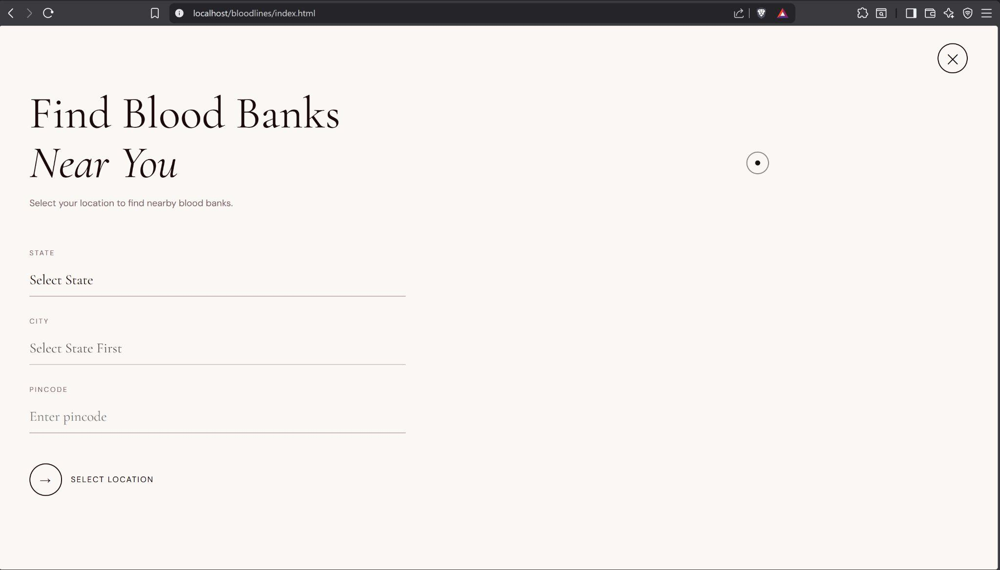 localhost/bloodlines/index.html
Find Blood Banks
Near You
Select your location to find nearby blood banks.
STATE
Select State
CITY
Select State First
PINCODE
Enter pincode
→ SELECT LOCATION